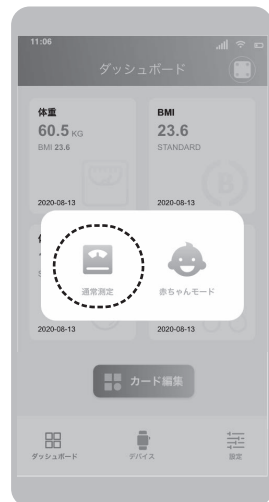 11:06
ダッシュボード
体重
60.5 KG
BMI 23.6
2020-08-13
BMI
23.6
STANDARD
2020-08-13
通常測定
赤ちゃんモード
2020-08-13
2020-08-13
カード編集
ダッシュボード
デバイス
設定